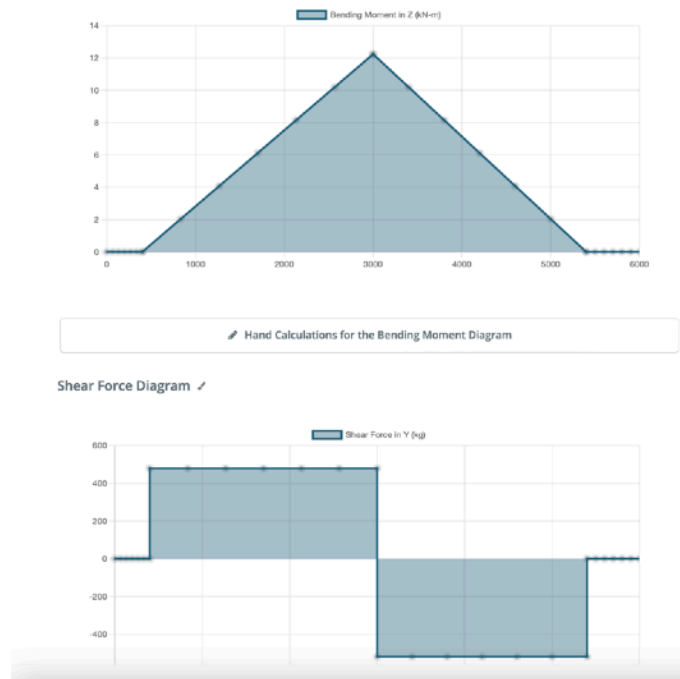 Bending Moment in Z (kN-m)
14
12
10
8
6
4
2
0
0 1000 2000 3000 4000 5000 6000
Hand Calculations for the Bending Moment Diagram
Shear Force Diagram
Shear Force in Y (kg)
600
400
200
0
-200
-400